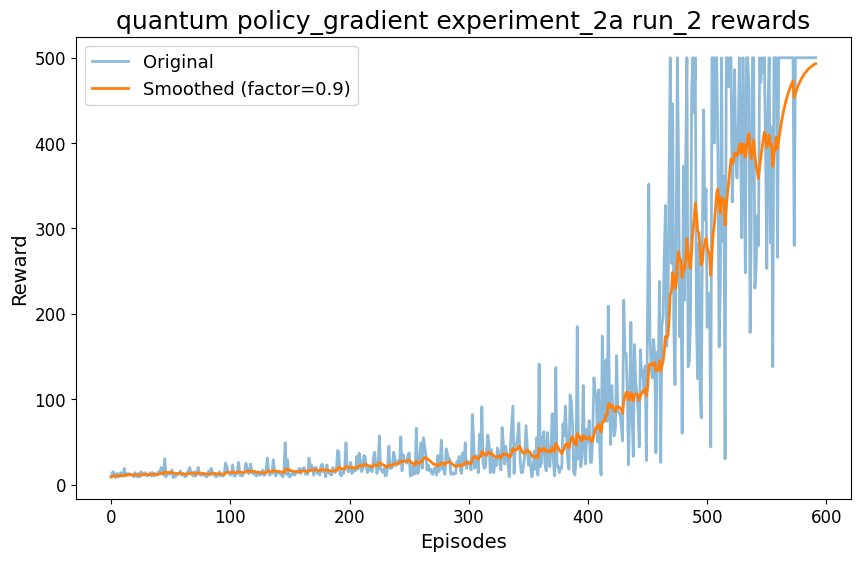 quantum policy_gradient experiment_2a run_2 rewards
Original
Smoothed (factor=0.9)
Reward
500
400
300
200
100
0
0 100 200 300 400 500 600
Episodes